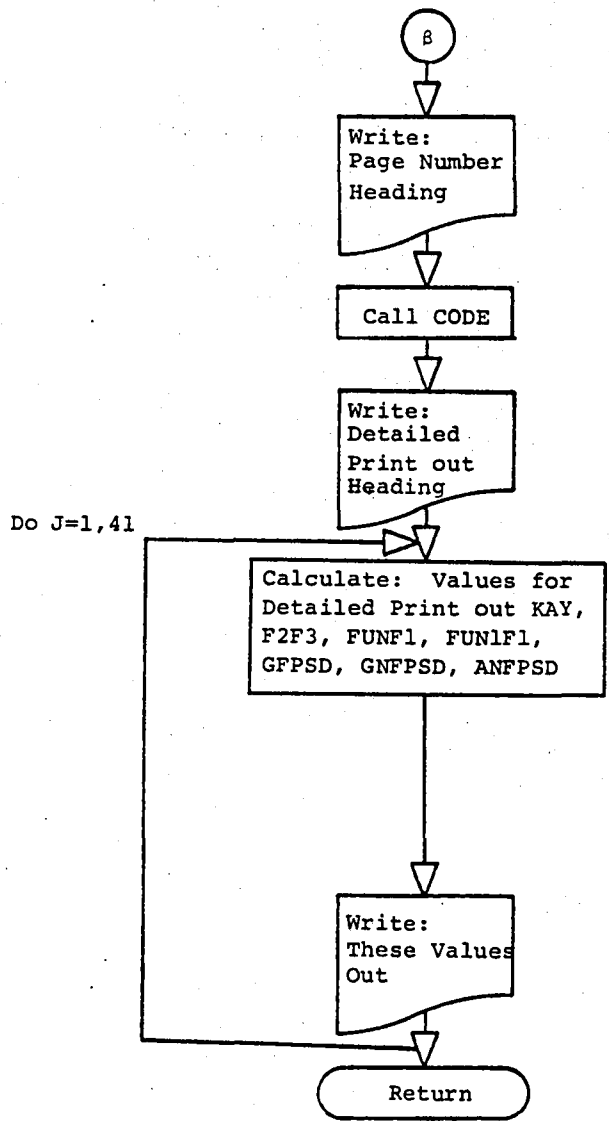 β
Write:
Page Number
Heading
Call CODE
Write:
Detailed
Print out
Heading
Do J=1,41
Calculate: Values for
Detailed Print out KAY,
F2F3, FUNF1, FUN1F1,
GFPSD, GNFPSD, ANFPSD
Write:
These Values
Out
Return